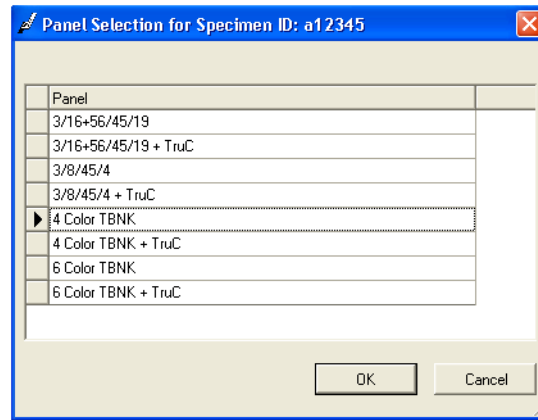 Panel Selection for Specimen ID: a12345
Panel
3/16+56/45/19
3/16+56/45/19 + TruC
3/8/45/4
3/8/45/4 + TruC
4 Color TBNK
4 Color TBNK + TruC
6 Color TBNK
6 Color TBNK + TruC
OK Cancel